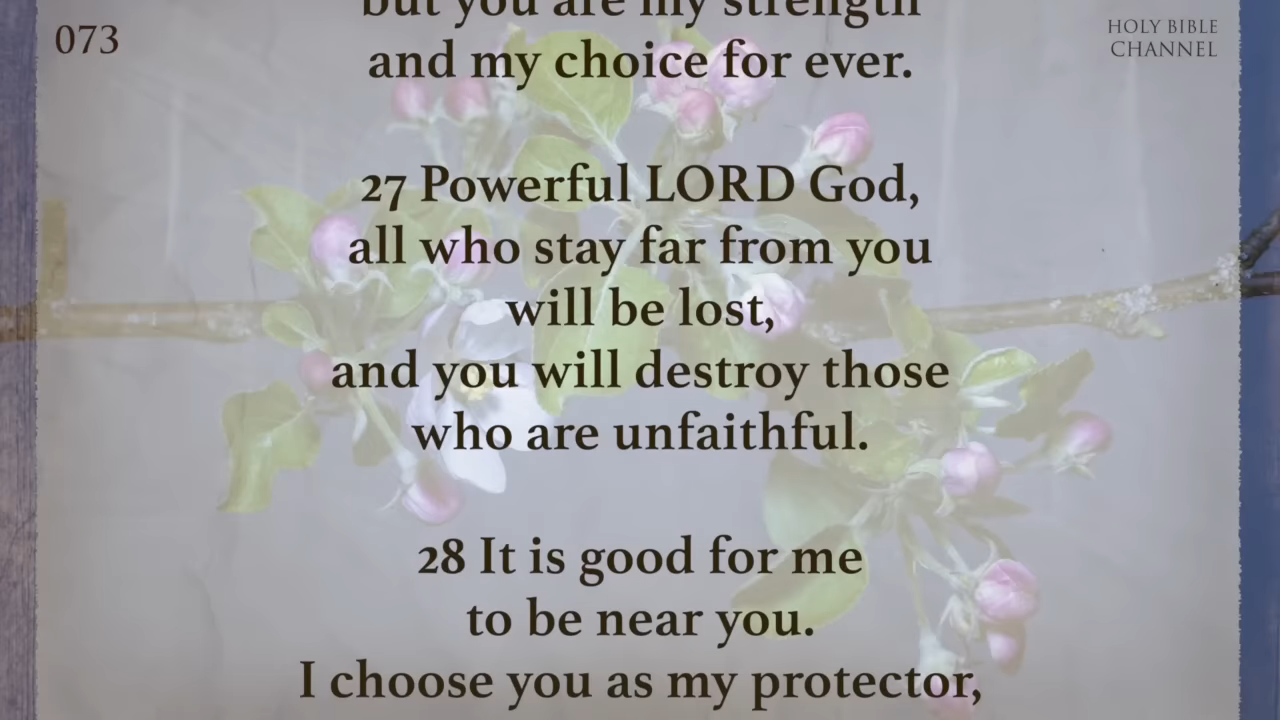 073
HOLY BIBLE
CHANNEL
but you are my strength
and my choice for ever.
27 Powerful LORD God,
all who stay far from you
will be lost,
and you will destroy those
who are unfaithful.
28 It is good for me
to be near you.
I choose you as my protector,